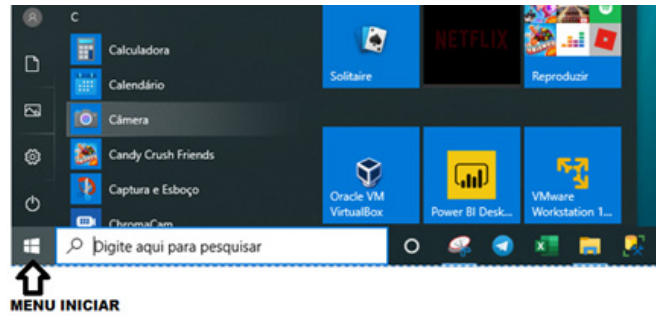 C
Calculadora
Calendário
Câmera
Candy Crush Friends
Captura e Esboço
ChromaCam
Solitaire
NETFLIX
Reproduzir
Oracle VM
VirtualBox
Power BI Desk...
VMware
Workstation 1...
Digite aqui para pesquisar
MENU INICIAR